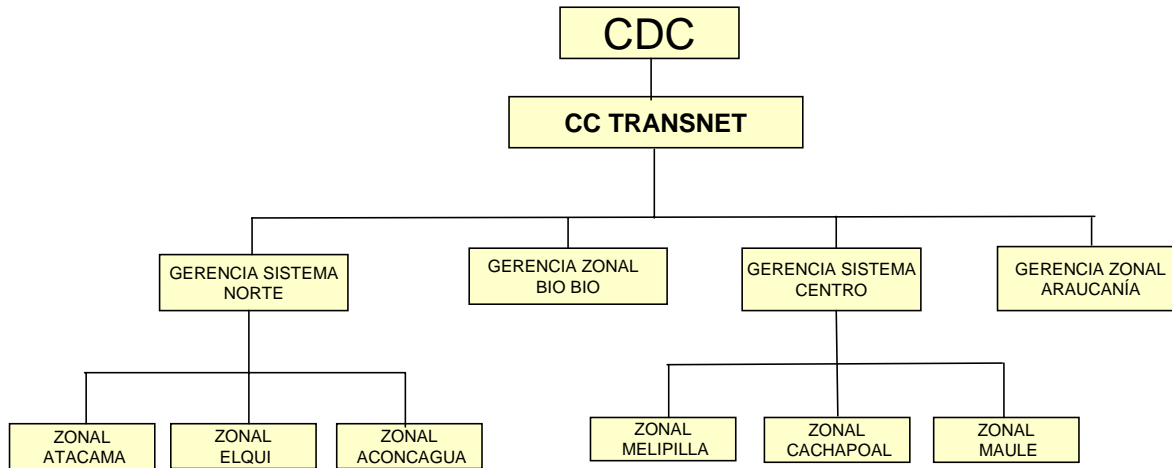 CDC
CC TRANSNET
GERENCIA SISTEMA
NORTE
GERENCIA ZONAL
BIO BIO
GERENCIA SISTEMA
CENTRO
GERENCIA ZONAL
ARAUCANÍA
ZONAL
ATACAMA
ZONAL
ELQUI
ZONAL
ACONCAGUA
ZONAL
MELIPILLA
ZONAL
CACHAPOAL
ZONAL
MAULE